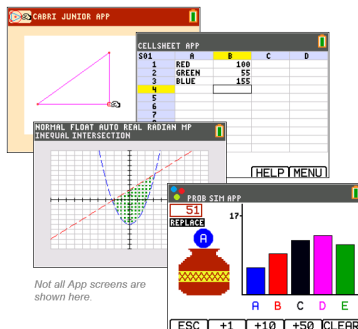 CABRI JUNIOR APP
CELLSHEET APP
S01 A B C D
1 RED 100
2 GREEN 55
3 BLUE 155
4
5
6
7
HELP MENU
NORMAL FLOAT AUTO REAL RADIAN MP
INEQUAL INTERSECTION
PROB SIM APP
51
REPLACE
A
17
A B C D E
ESC +1 +10 +50 CLEAR
Not all App screens are
shown here.